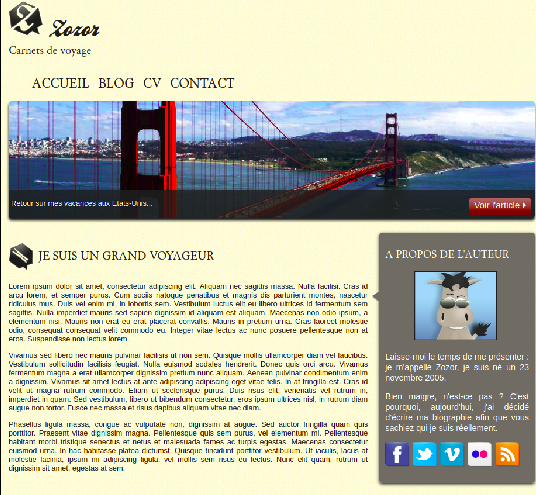 Zozor
Carnets de voyage
ACCUEIL BLOG CV CONTACT
Retour sur mes vacances aux États-Unis...
Voir l'article
JE SUIS UN GRAND VOYAGEUR
Lorem ipsum dolor sit amet, consectetur adipiscing elit. Aliquam nec sagittis massa. Nulla facilisi. Cras id
arcu lorem, et semper purus. Cum sociis natoque penatibus et magnis dis parturient montes, nascetur
ridiculus mus. Duis vel enim mi, in lobortis sem. Vestibulum luctus elit eu libero ultrices id fermentum sem
sagittis. Nulla imperdiet mauris sed sapien dignissim id aliquam est aliquam. Maecenas non odio ipsum, a
elementum nisi. Mauris non erat eu erat placerat convallis. Mauris in pretium urna. Cras laoreet molestie
odio, consequat consequat velit commodo eu. Integer vitae lectus ac nunc posuere pellentesque non at
eros. Suspendisse non lectus lorem.
Vivamus sed libero nec mauris pulvinar facilisis ut non sem. Quisque mollis ullamcorper diam vel faucibus.
Vestibulum sollicitudin facilisis feugiat. Nulla euismod sodales hendrerit. Donec quis orci arcu. Vivamus
fermentum magna a erat ullamcorper dignissim pretium nunc aliquam. Aenean pulvinar condimentum enim
a dignissim. Vivamus sit amet lectus at ante adipiscing adipiscing eget vitae felis. In at fringilla est. Cras id
velit ut magna rutrum commodo. Etiam ut scelerisque purus. Duis risus elit, venenatis vel rutrum in,
imperdiet in quam. Sed vestibulum, libero ut bibendum consectetur, eros ipsum ultrices nisl, in rutrum diam
augue non tortor. Fusce nec massa et risus dapibus aliquam vitae nec diam.
Phasellus ligula massa, congue ac vulputate non, dignissim at augue. Sed auctor fringilla quam quis
porttitor. Praesent vitae dignissim magna. Pellentesque quis sem purus, vel elementum mi. Pellentesque
habitant morbi tristique senectus et netus et malesuada fames ac turpis egestas. Maecenas consectetur
euismod urna. In hac habitasse platea dictumst. Quisque tincidunt porttitor vestibulum. Ut iaculis, lacus at
molestie lacinia, ipsum mi adipiscing ligula, vel mollis sem risus eu lectus. Nunc elit quam, rutrum ut
dignissim sit amet, egestas at sem.
A PROPOS DE L'AUTEUR
Laisse-moi le temps de me présenter :
je m'appelle Zozor, je suis né un 23
novembre 2005.
Bien maigre, n'est-ce pas ? C'est
pourquoi, aujourd'hui, j'ai décidé
d'écrire ma biographie afin que vous
sachiez qui je suis réellement.